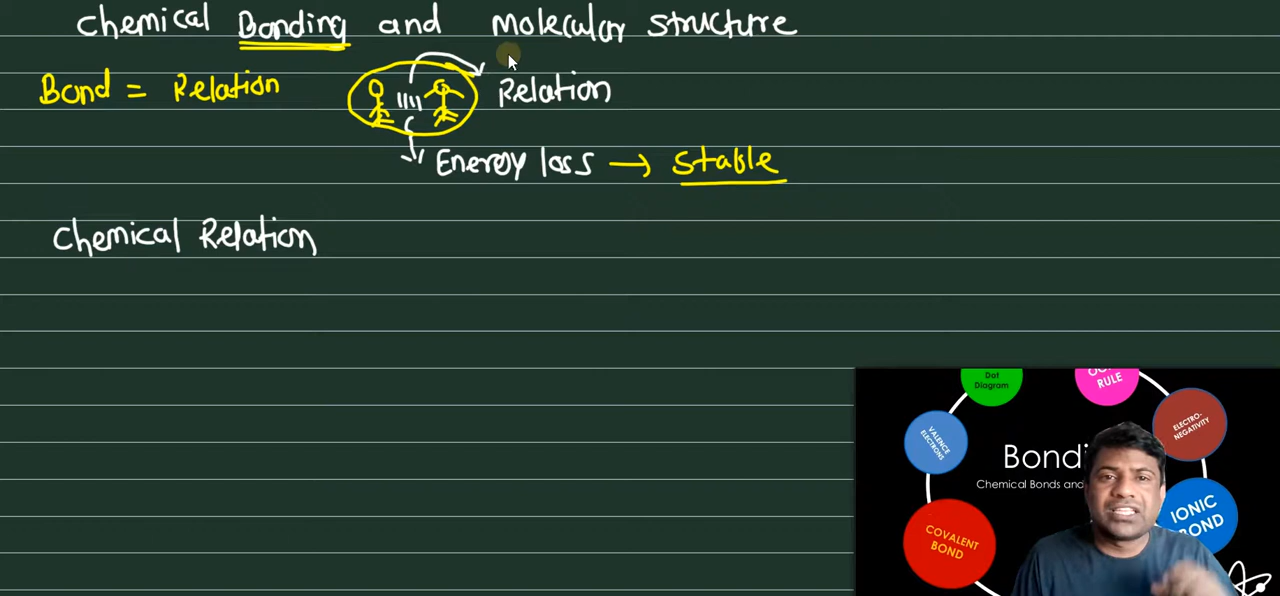 chemical Bonding and Molecular structure
Bond = Relation
Relation
Energy loss → stable
Chemical Relation
Dot
Diagram
RULE
ELECTRO-
NEGATIVITY
VALENCE
ELECTRONS
Chemical Bonds and
IONIC
BOND
COVALENT
BOND